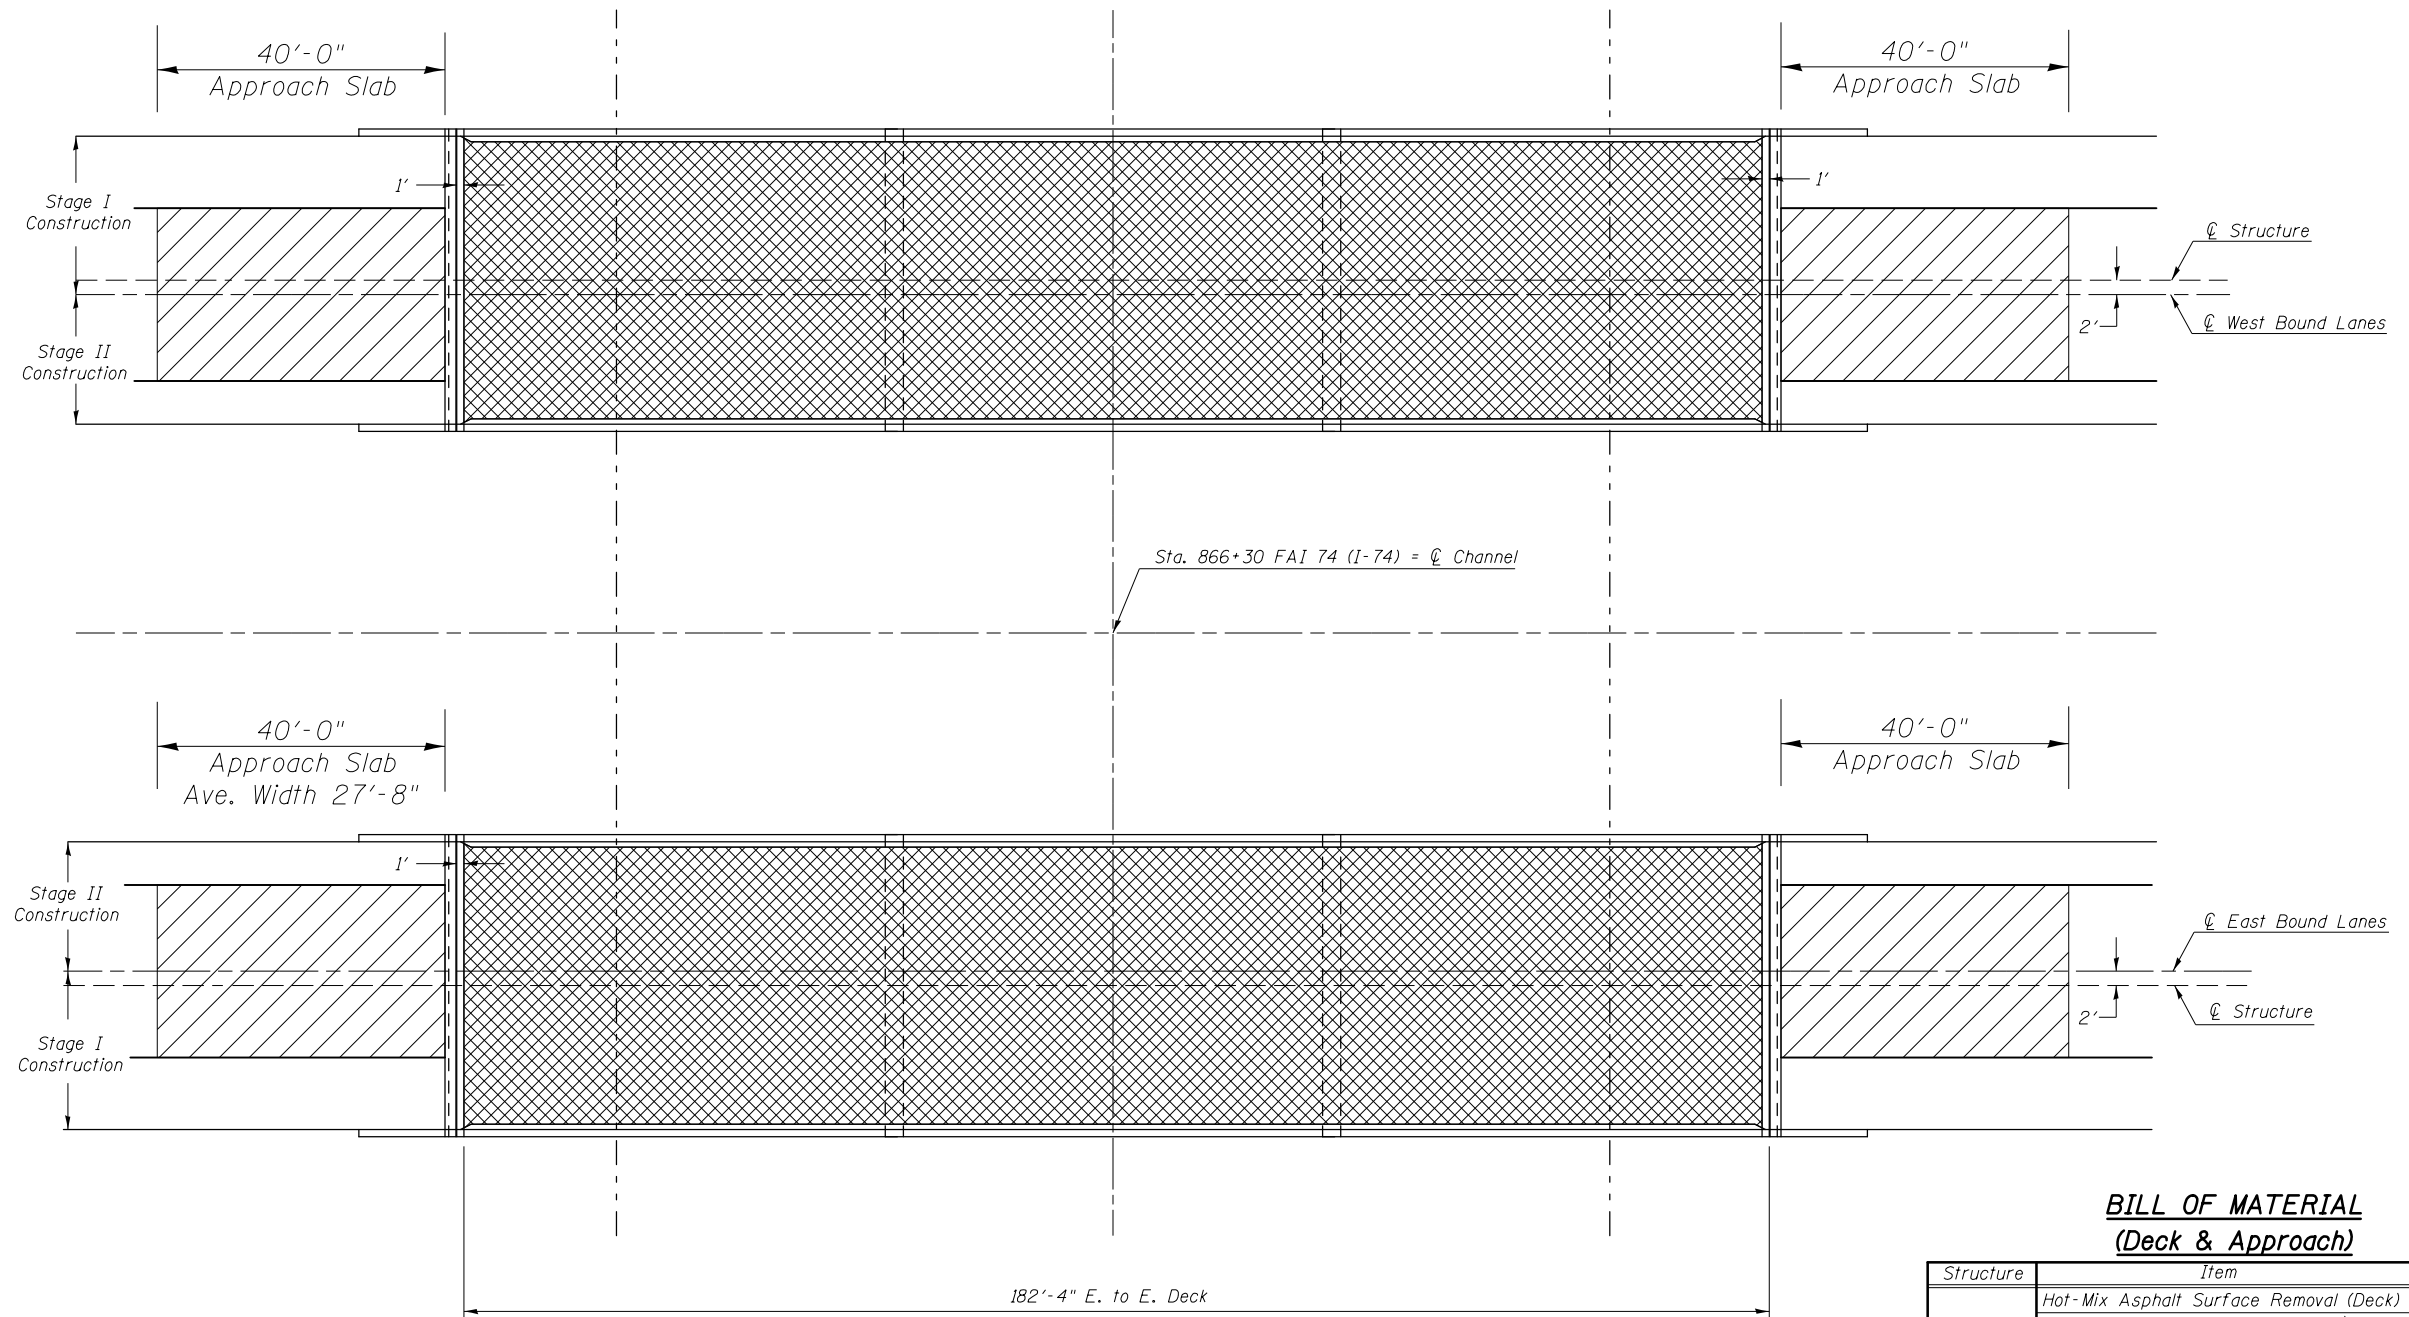 40'-0"
Approach Slab
40'-0"
Approach Slab
1'
1'
Stage I
Construction
℄ Structure
2'
℄ West Bound Lanes
Stage II
Construction
Sta. 866+30 FAI 74 (I-74) = ℄ Channel
40'-0"
Approach Slab
Ave. Width 27'-8"
40'-0"
Approach Slab
1'
Stage II
Construction
℄ East Bound Lanes
2'
℄ Structure
Stage I
Construction
182'-4" E. to E. Deck
BILL OF MATERIAL
(Deck & Approach)
Structure Item
Hot-Mix Asphalt Surface Removal (Deck)